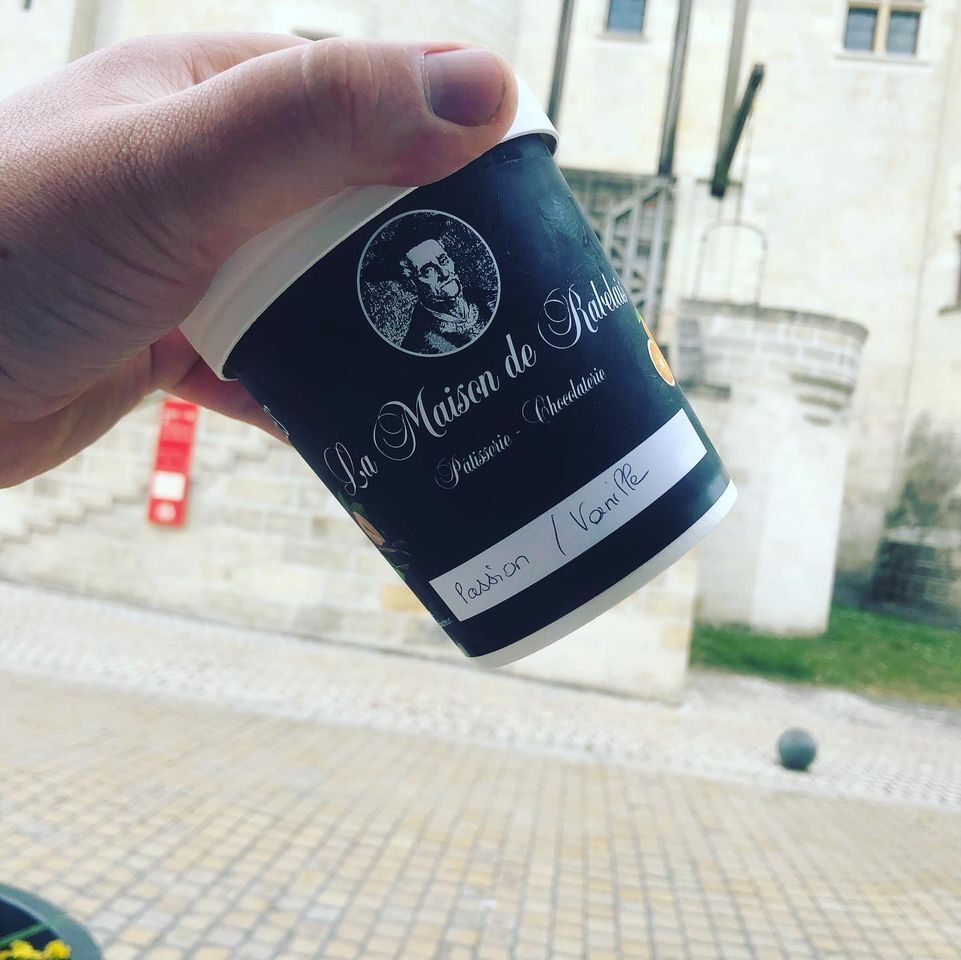 La Maison de Rabelais
Pâtisserie - Chocolaterie
Passion / Vanille